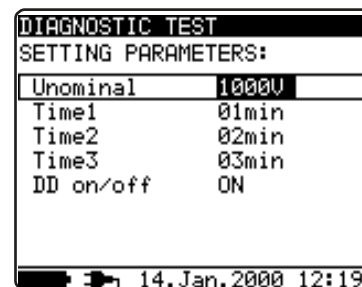 DIAGNOSTIC TEST
SETTING PARAMETERS:
Unominal 1000V
Time1 01min
Time2 02min
Time3 03min
DD on/off ON
14.Jan.2000 12:19